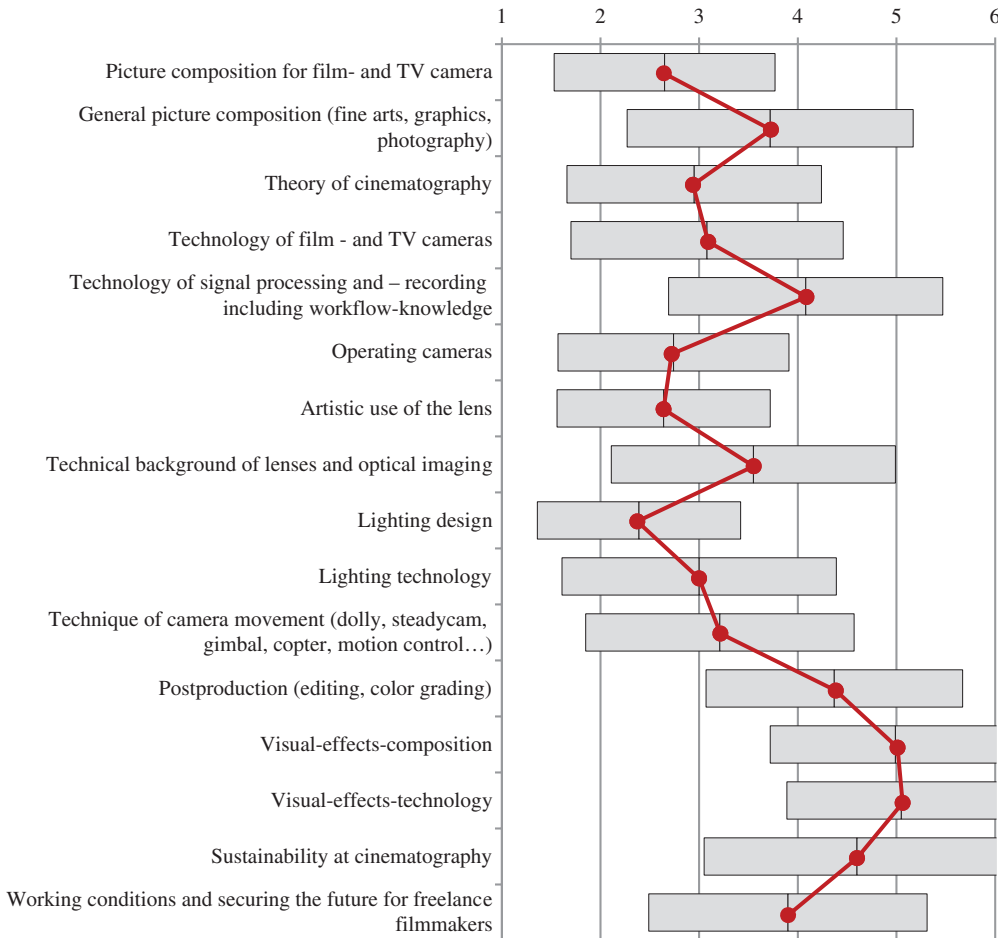 1 2 3 4 5 6
Picture composition for film- and TV camera
General picture composition (fine arts, graphics,
photography)
Theory of cinematography
Technology of film - and TV cameras
Technology of signal processing and – recording
including workflow-knowledge
Operating cameras
Artistic use of the lens
Technical background of lenses and optical imaging
Lighting design
Lighting technology
Technique of camera movement (dolly, steadycam,
gimbal, copter, motion control…)
Postproduction (editing, color grading)
Visual-effects-composition
Visual-effects-technology
Sustainability at cinematography
Working conditions and securing the future for freelance
filmmakers